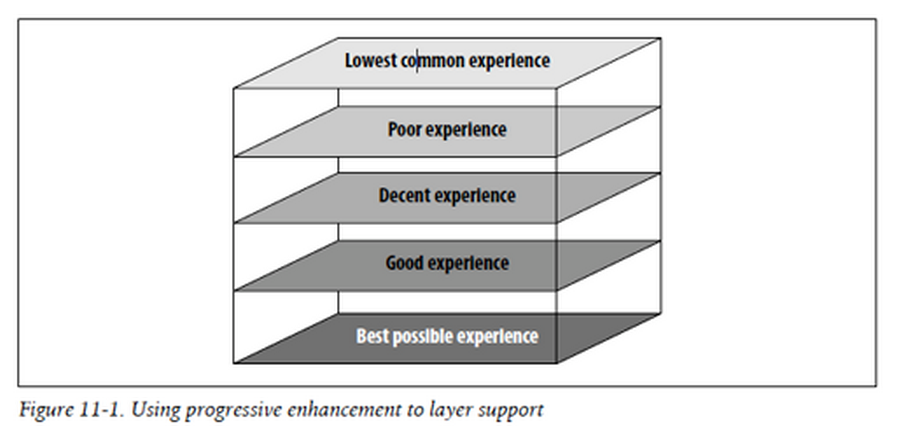 Lowest common experience
Poor experience
Decent experience
Good experience
Best possible experience
Figure 11-1. Using progressive enhancement to layer support